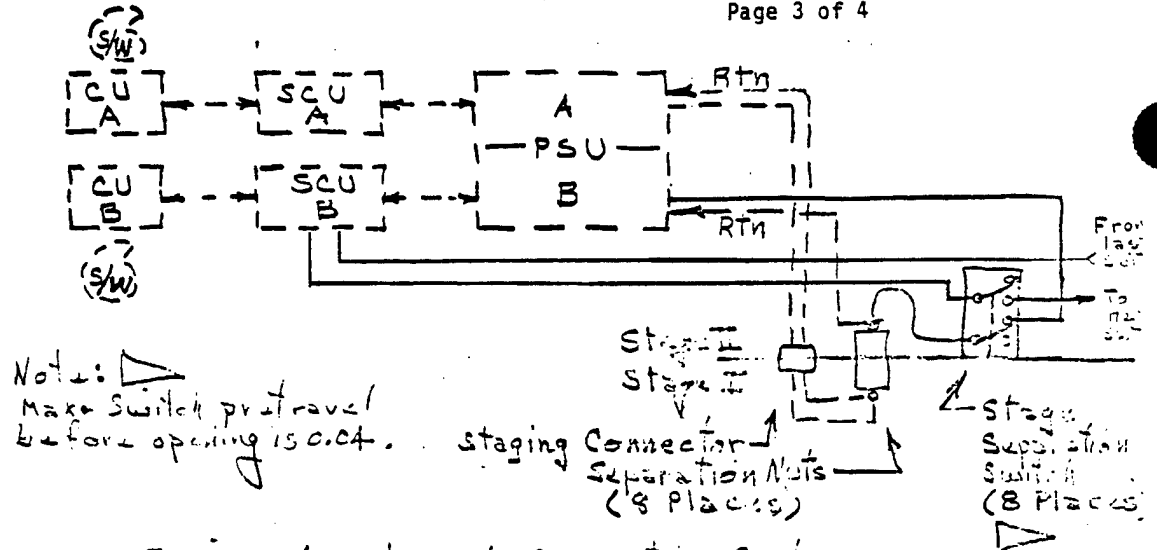 Page 3 of 4
S/W
CU A
SCU A
A
PSU
B
Rtn
CU B
SCU B
Rtn
S/W
From
To
Stage II
Stage I
Note:
Make Switch pretravel
before opening is 0.04.
staging Connector
Separation Nuts
(8 Places)
Stage
Separation
Switch
(8 Places)